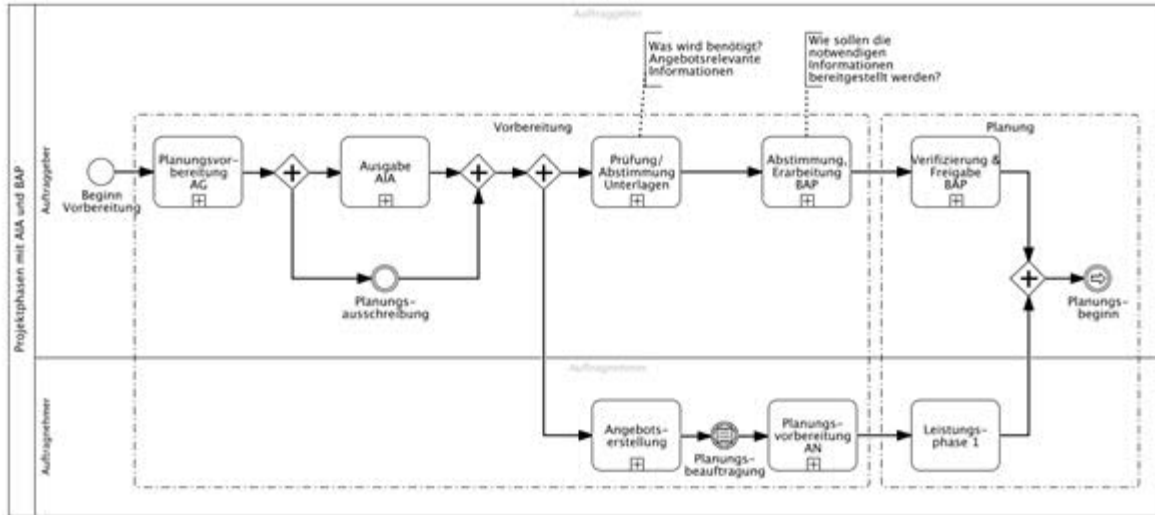 Auftraggeber
Projektphasen mit AIA und BAP
Auftraggeber
Was wird benötigt?
Angebotsrelevante
Informationen
Wie sollen die
notwendigen
Informationen
bereitgestellt werden?
Vorbereitung
Planung
Beginn
Vorbereitung
Planungsvor-
bereitung
AG
Ausgabe
AIA
Planungs-
ausschreibung
Prüfung/
Abstimmung
Unterlagen
Abstimmung,
Erarbeitung
BAP
Verifizierung &
Freigabe
BAP
Planungs-
beginn
Auftragnehmer
Auftragnehmer
Angebots-
erstellung
Planungs-
beauftragung
Planungs-
vorbereitung
AN
Leistungs-
phase 1